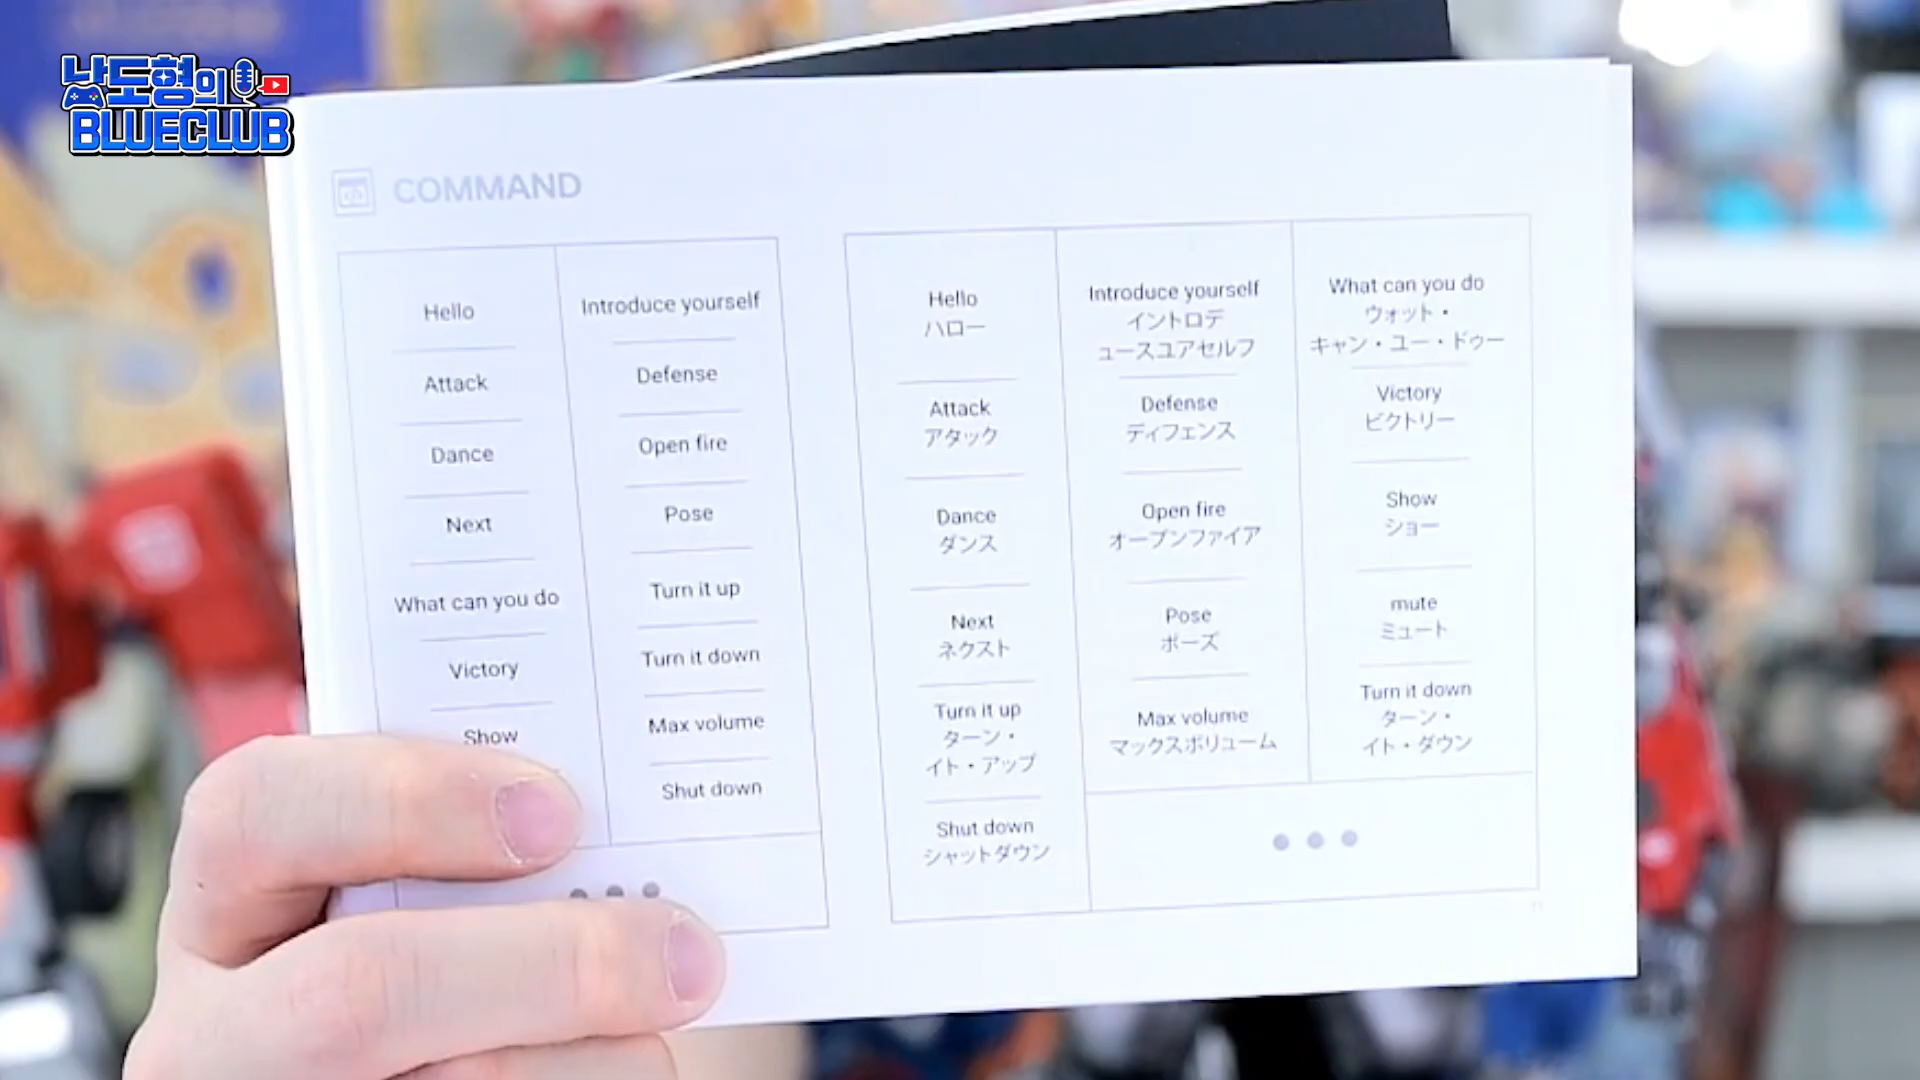 낙도형의
BLUECLUB
COMMAND
Hello
Attack
Dance
Next
What can you do
Victory
Show
Introduce yourself
Defense
Open fire
Pose
Turn it up
Turn it down
Max volume
Shut down
Hello
ハロー
Attack
アタック
Dance
ダンス
Next
ネクスト
Turn it up
ターン・
イト・アップ
Shut down
シャットダウン
Introduce yourself
イントロデ
ュースユアセルフ
Defense
ディフェンス
Open fire
オープンファイア
Pose
ポーズ
Max volume
マックスボリューム
What can you do
ウォット・
キャン・ユー・ドゥー
Victory
ビクトリー
Show
ショー
mute
ミュート
Turn it down
ターン・
イト・ダウン